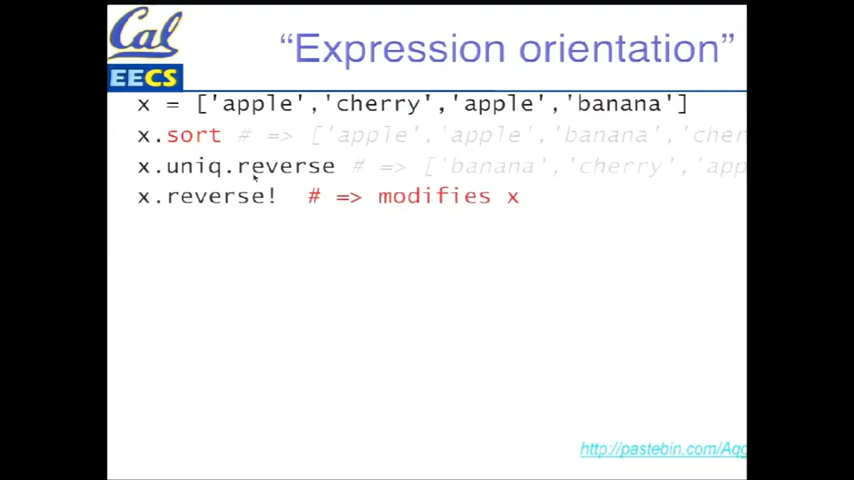 Cal
EECS
“Expression orientation”
x = ['apple','cherry','apple','banana']
x.sort # => ['apple','apple','banana','cher
x.uniq.reverse # => ['banana','cherry','app
x.reverse! # => modifies x
http://pastebin.com/Aqg